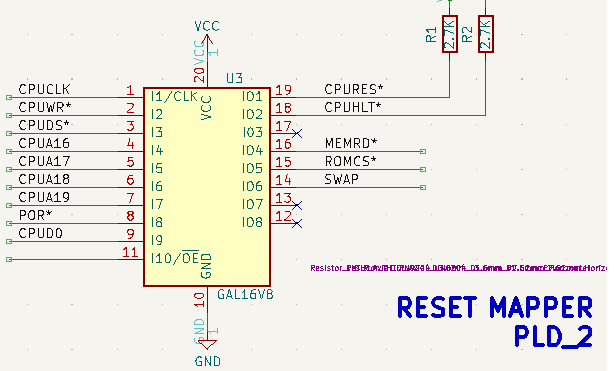 R1
2.7K
R2
2.7K
VCC
VCC
1
20
U3
CPUCLK 1 I1/CLK VCC IO1 19 CPURES*
CPUWR* 2 I2 IO2 18 CPUHLT*
CPUDS* 3 I3 IO3 17
CPUA16 4 I4 IO4 16 MEMRD*
CPUA17 5 I5 IO5 15 ROMCS*
CPUA18 6 I6 IO6 14 SWAP
CPUA19 7 I7 IO7 13
POR* 8 I8 IO8 12
CPUD0 9 I9
11 I10/OE GND
10
GAL16V8
GND
1
GND
RESET MAPPER
PLD_2